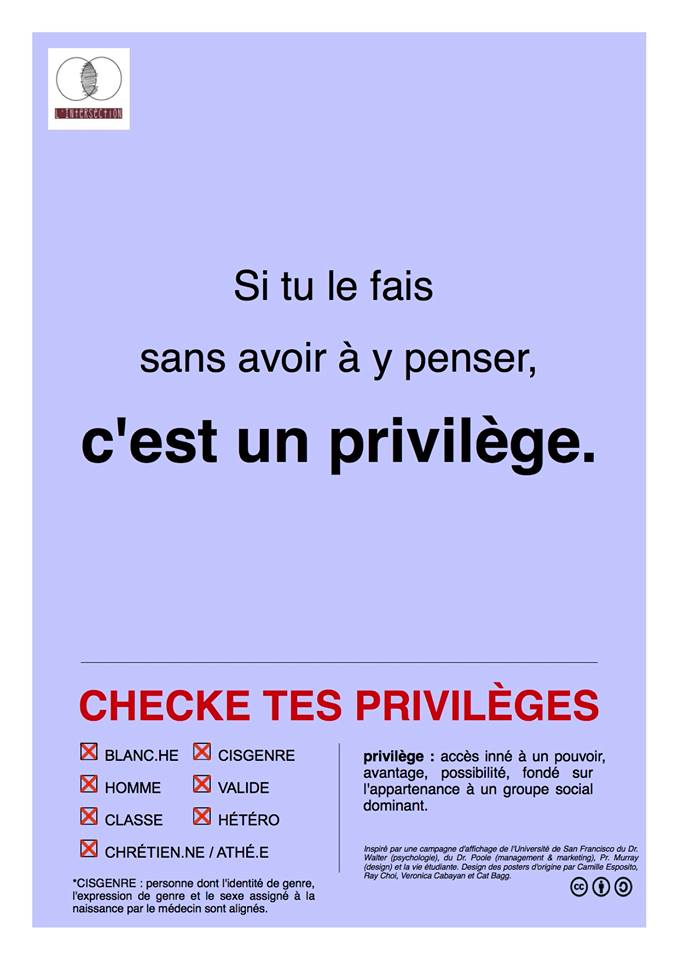 L'INTERSECTION
Si tu le fais
sans avoir à y penser,
c'est un privilège.
CHECKE TES PRIVILÈGES
BLANC.HE
CISGENRE
HOMME
VALIDE
CLASSE
HÉTÉRO
CHRÉTIEN.NE / ATHÉ.E
*CISGENRE : personne dont l'identité de genre,
l'expression de genre et le sexe assigné à la
naissance par le médecin sont alignés.
privilège : accès inné à un pouvoir,
avantage, possibilité, fondé sur
l'appartenance à un groupe social
dominant.
Inspiré par une campagne d'affichage de l'Université de San Francisco du Dr.
Walter (psychologie), du Dr. Poole (management & marketing), Pr. Murray
(design) et la vie étudiante. Design des posters d'origine par Camille Esposito,
Ray Choi, Veronica Cabayan et Cat Bagg.
cc